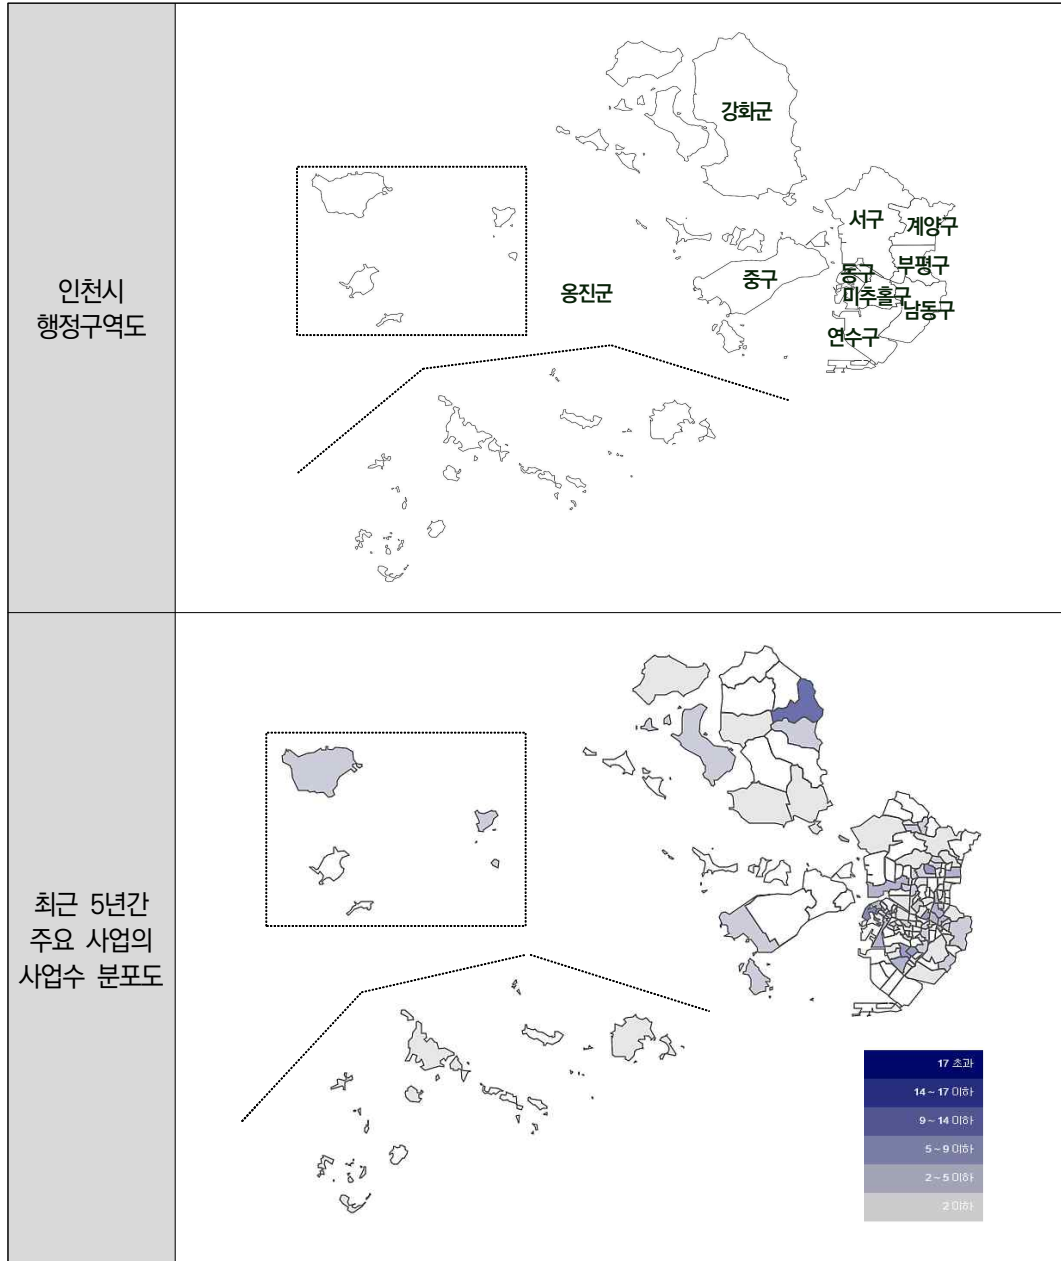 인천시
행정구역도
강화군
서구
계양구
동구
부평구
중구
옹진군
미추홀구
남동구
연수구
최근 5년간
주요 사업의
사업수 분포도
17 초과
14 ~ 17 이하
9 ~ 14 이하
5 ~ 9 이하
2 ~ 5 이하
2 이하